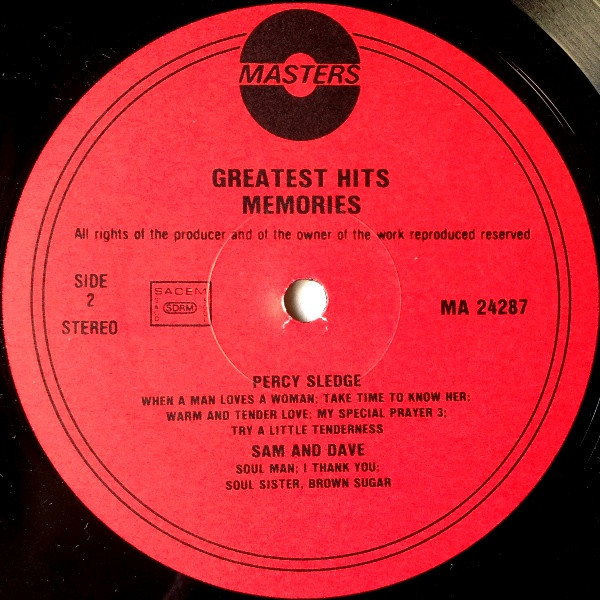 MASTERS
GREATEST HITS
MEMORIES
All rights of the producer and of the owner of the work reproduced reserved
SIDE
2
STEREO
SACEM
SACD
SDRM
MA 24287
PERCY SLEDGE
WHEN A MAN LOVES A WOMAN; TAKE TIME TO KNOW HER;
WARM AND TENDER LOVE; MY SPECIAL PRAYER 3;
TRY A LITTLE TENDERNESS
SAM AND DAVE
SOUL MAN; I THANK YOU;
SOUL SISTER, BROWN SUGAR